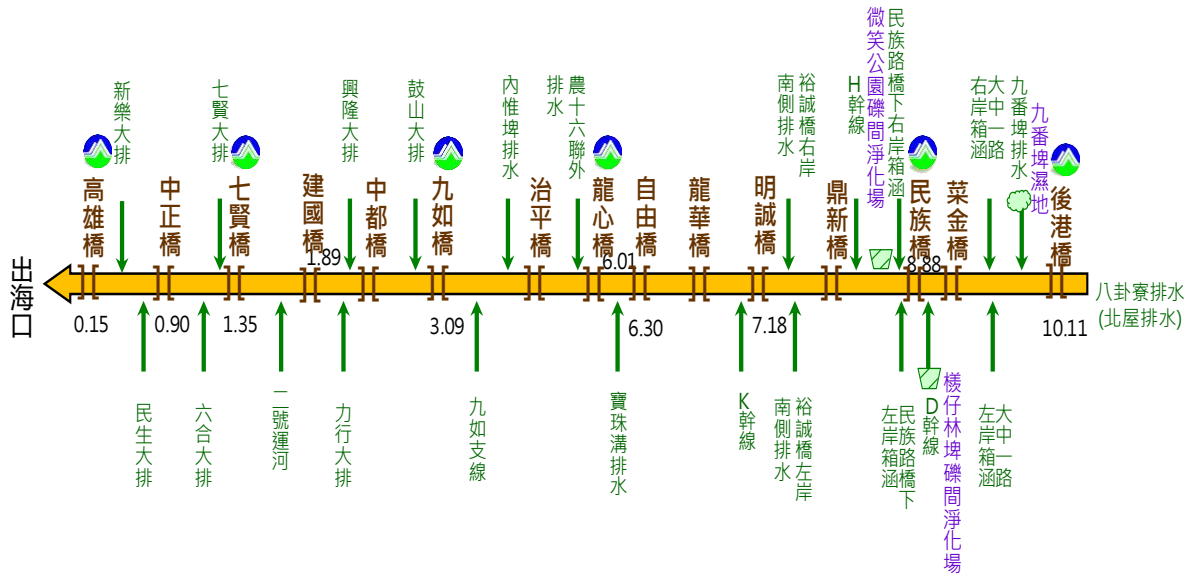 新樂大排
七賢大排
興隆大排
鼓山大排
內惟埤排水
農十六聯外
排水
裕誠橋右岸
南側排水
H幹線
微笑公園礫間淨化場
民族路橋下右岸箱涵
大中一路
右岸箱涵
九番埤排水
九番埤濕地
高雄橋
中正橋
七賢橋
建國橋
中都橋
九如橋
治平橋
龍心橋
自由橋
龍華橋
明誠橋
鼎新橋
民族橋
菜金橋
後港橋
1.89
6.01
8.88
出海口
八卦寮排水
(北屋排水)
0.15
0.90
1.35
3.09
6.30
7.18
10.11
民生大排
六合大排
二號運河
力行大排
九如支線
寶珠溝排水
K幹線
裕誠橋左岸
南側排水
民族路橋下
左岸箱涵
D幹線
檨仔林埤礫間淨化場
大中一路
左岸箱涵